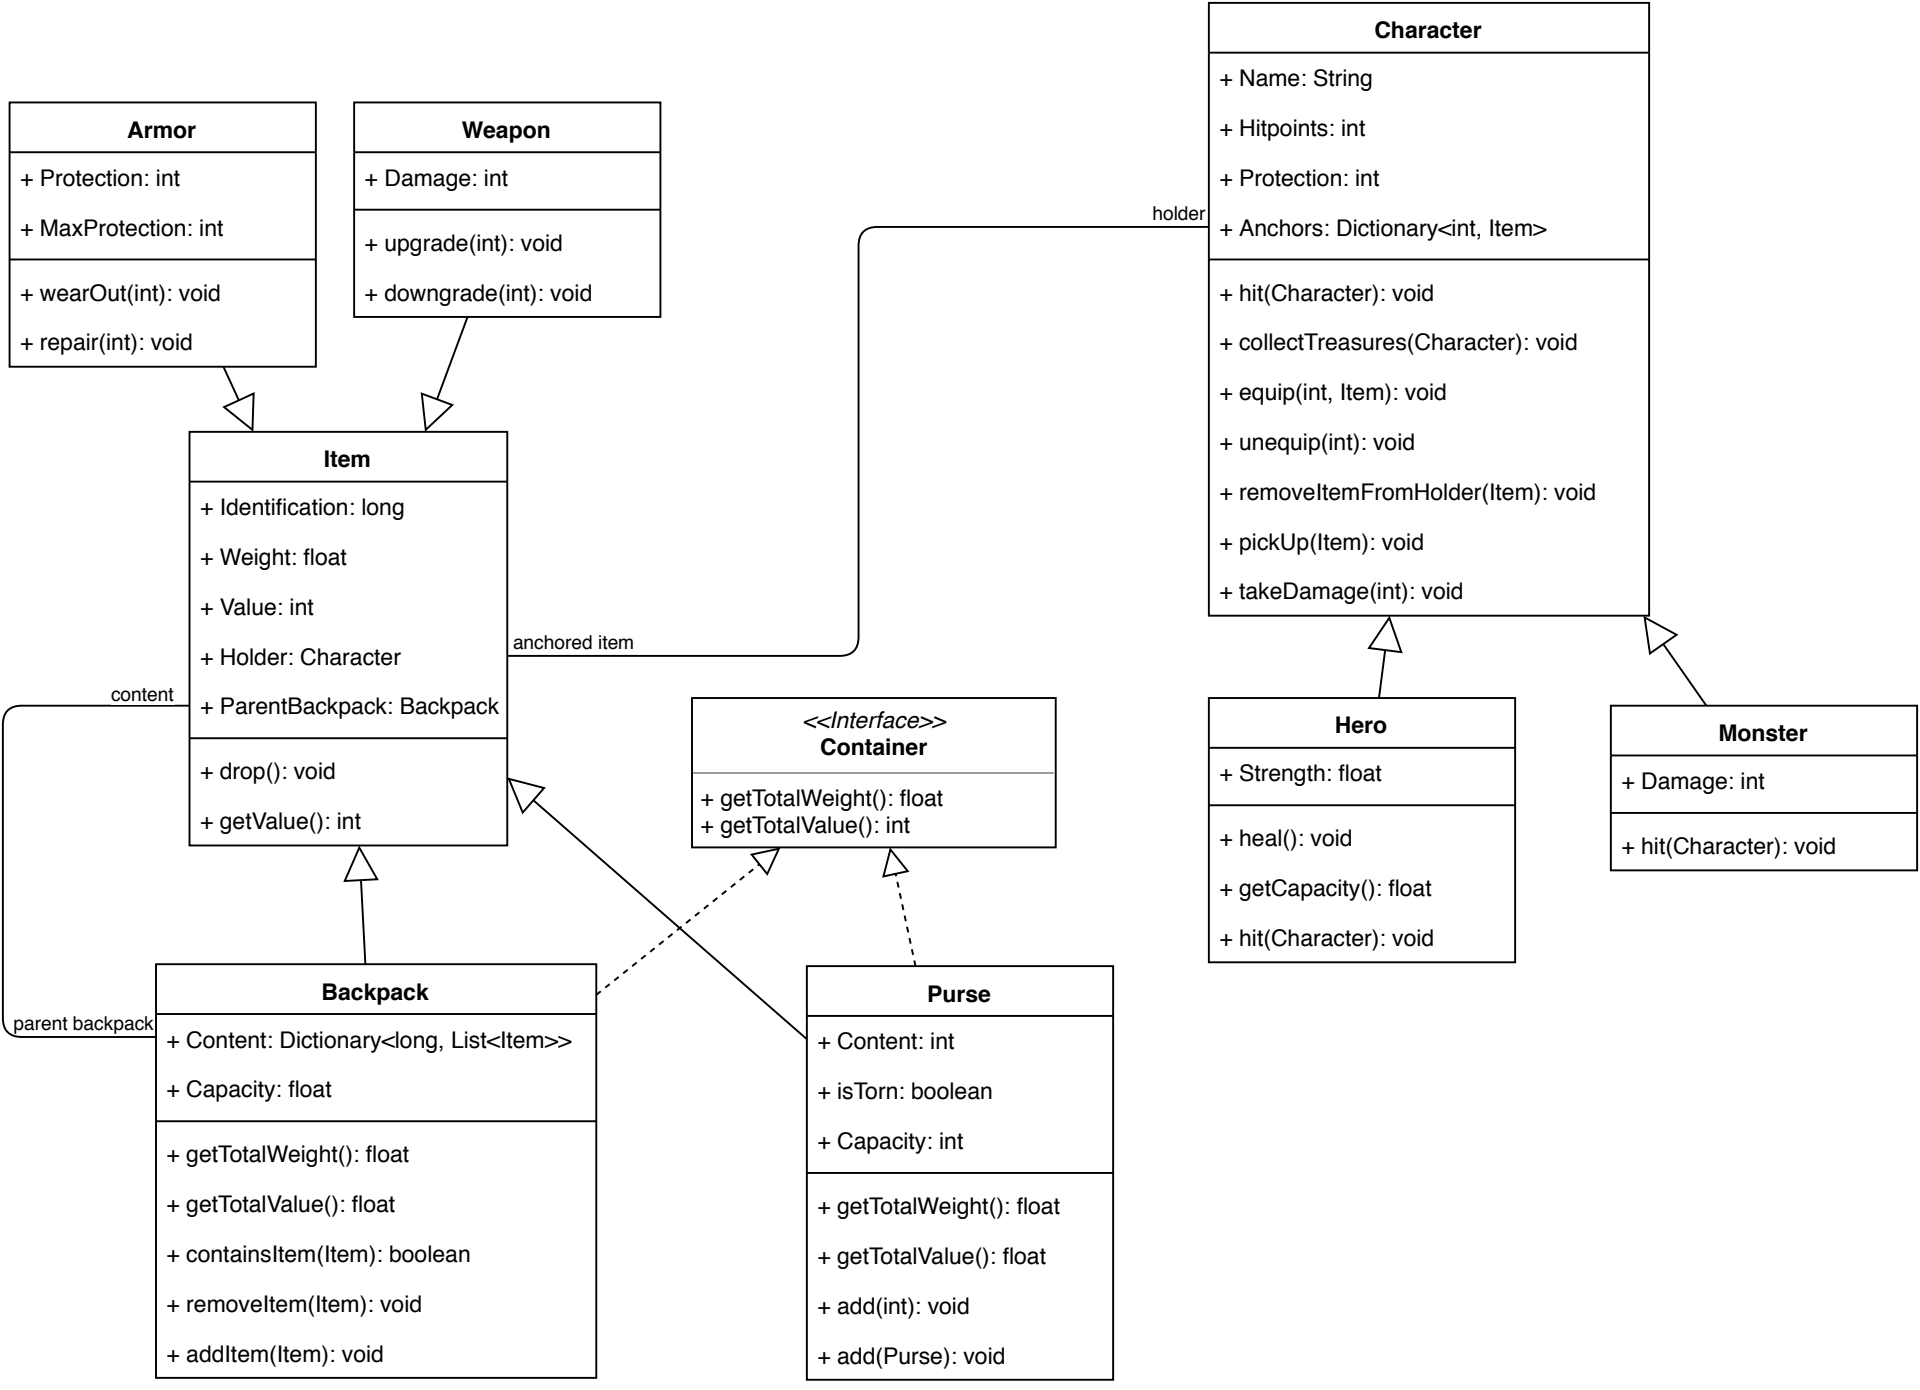 Character
+ Name: String
+ Hitpoints: int
+ Protection: int
+ Anchors: Dictionary<int, Item>
+ hit(Character): void
+ collectTreasures(Character): void
+ equip(int, Item): void
+ unequip(int): void
+ removeItemFromHolder(Item): void
+ pickUp(Item): void
+ takeDamage(int): void
holder
Armor
+ Protection: int
+ MaxProtection: int
+ wearOut(int): void
+ repair(int): void
Weapon
+ Damage: int
+ upgrade(int): void
+ downgrade(int): void
Item
+ Identification: long
+ Weight: float
+ Value: int
+ Holder: Character
+ ParentBackpack: Backpack
+ drop(): void
+ getValue(): int
anchored item
content
parent backpack
<<Interface>>
Container
+ getTotalWeight(): float
+ getTotalValue(): int
Hero
+ Strength: float
+ heal(): void
+ getCapacity(): float
+ hit(Character): void
Monster
+ Damage: int
+ hit(Character): void
Backpack
+ Content: Dictionary<long, List<Item>>
+ Capacity: float
+ getTotalWeight(): float
+ getTotalValue(): float
+ containsItem(Item): boolean
+ removeItem(Item): void
+ addItem(Item): void
Purse
+ Content: int
+ isTorn: boolean
+ Capacity: int
+ getTotalWeight(): float
+ getTotalValue(): float
+ add(int): void
+ add(Purse): void